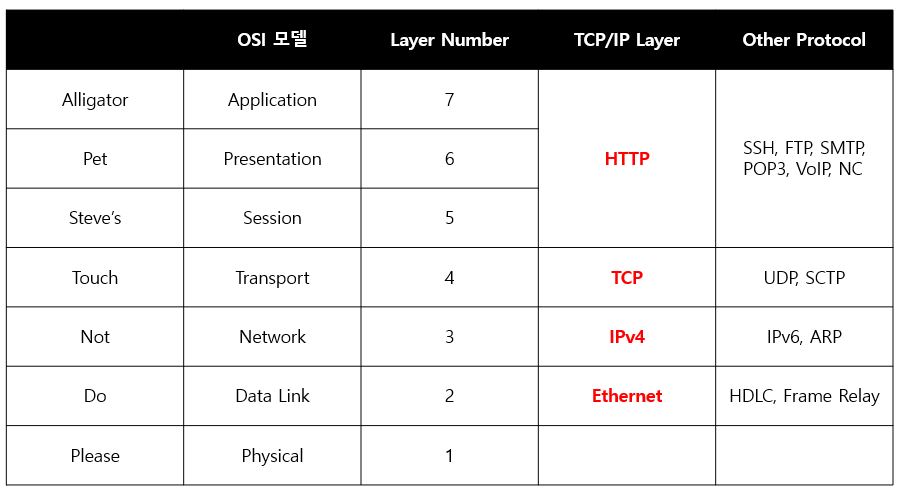 OSI 모델 Layer Number TCP/IP Layer Other Protocol
Alligator Application 7
Pet Presentation 6 HTTP SSH, FTP, SMTP,
POP3, VoIP, NC
Steve’s Session 5
Touch Transport 4 TCP UDP, SCTP
Not Network 3 IPv4 IPv6, ARP
Do Data Link 2 Ethernet HDLC, Frame Relay
Please Physical 1